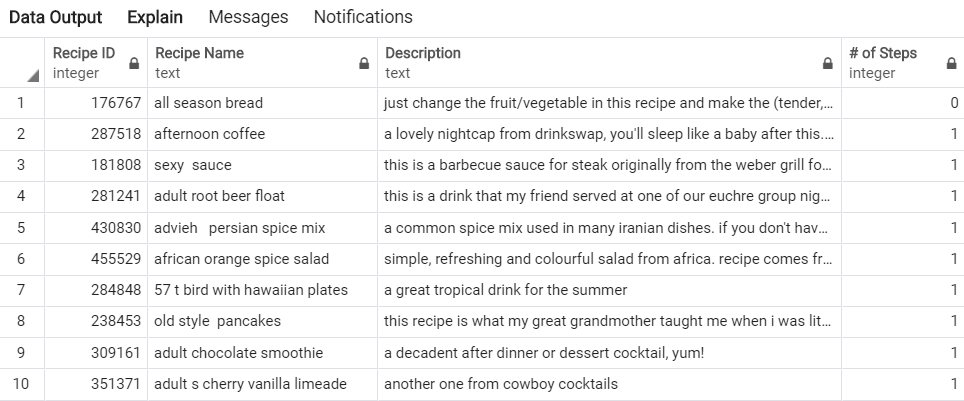 Data Output Explain Messages Notifications
Recipe ID Recipe Name Description # of Steps
integer text text integer
1 176767 all season bread just change the fruit/vegetable in this recipe and make the (tender,... 0
2 287518 afternoon coffee a lovely nightcap from drinkswap, you'll sleep like a baby after this.... 1
3 181808 sexy  sauce this is a barbecue sauce for steak originally from the weber grill fo... 1
4 281241 adult root beer float this is a drink that my friend served at one of our euchre group nig... 1
5 430830 advieh   persian spice mix a common spice mix used in many iranian dishes. if you don't hav... 1
6 455529 african orange spice salad simple, refreshing and colourful salad from africa. recipe comes fr... 1
7 284848 57 t bird with hawaiian plates a great tropical drink for the summer 1
8 238453 old style  pancakes this recipe is what my great grandmother taught me when i was lit... 1
9 309161 adult chocolate smoothie a decadent after dinner or dessert cocktail, yum! 1
10 351371 adult s cherry vanilla limeade another one from cowboy cocktails 1